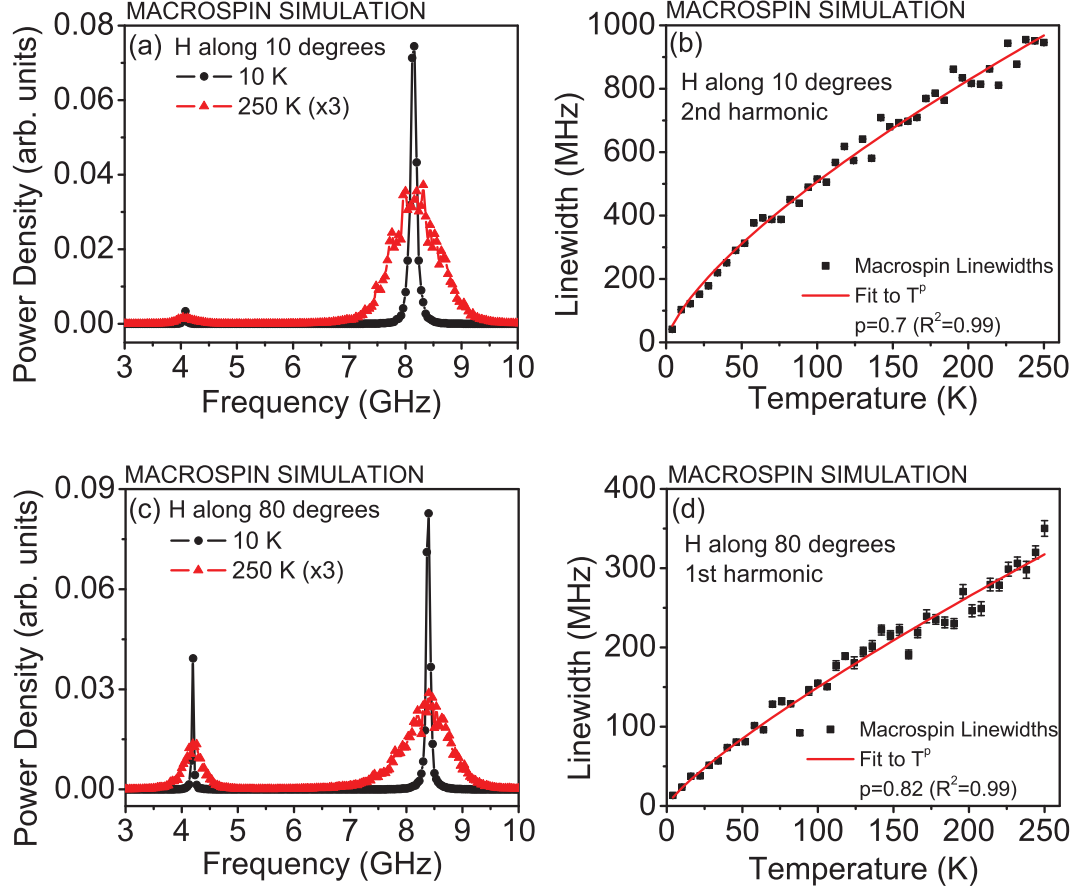 MACROSPIN SIMULATION
(a) H along 10 degrees
10 K
250 K (x3)
Power Density (arb. units)
0.08
0.06
0.04
0.02
0.00
3 4 5 6 7 8 9 10
Frequency (GHz)
MACROSPIN SIMULATION
(b)
H along 10 degrees
2nd harmonic
Linewidth (MHz)
1000
800
600
400
200
0
Macrospin Linewidths
Fit to T^p
p=0.7 (R²=0.99)
0 50 100 150 200 250
Temperature (K)
MACROSPIN SIMULATION
(c) H along 80 degrees
10 K
250 K (x3)
Power Density (arb. units)
0.09
0.06
0.03
0.00
3 4 5 6 7 8 9 10
Frequency (GHz)
MACROSPIN SIMULATION
(d)
H along 80 degrees
1st harmonic
Linewidth (MHz)
400
300
200
100
0
Macrospin Linewidths
Fit to T^p
p=0.82 (R²=0.99)
0 50 100 150 200 250
Temperature (K)